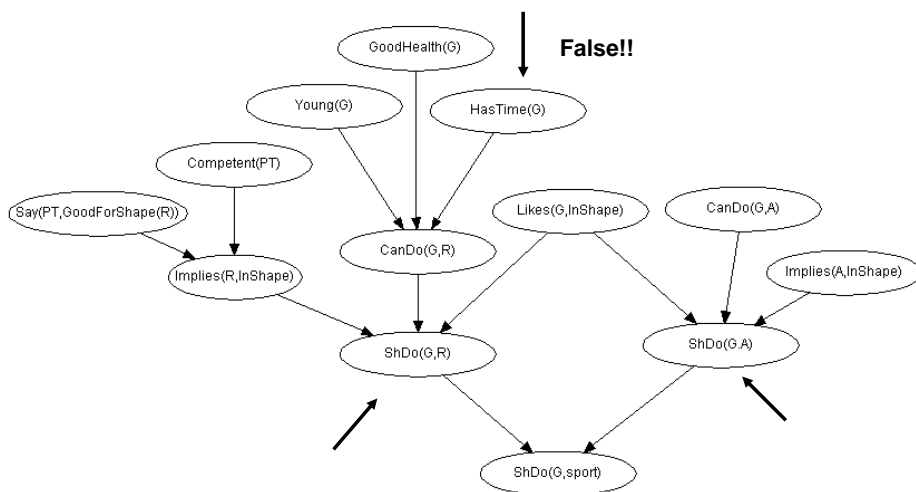 GoodHealth(G)
False!!
Young(G)
HasTime(G)
Competent(PT)
Say(PT,GoodForShape(R))
Likes(G,InShape)
CanDo(G,A)
CanDo(G,R)
Implies(R,InShape)
Implies(A,InShape)
ShDo(G,R)
ShDo(G.A)
ShDo(G,sport)